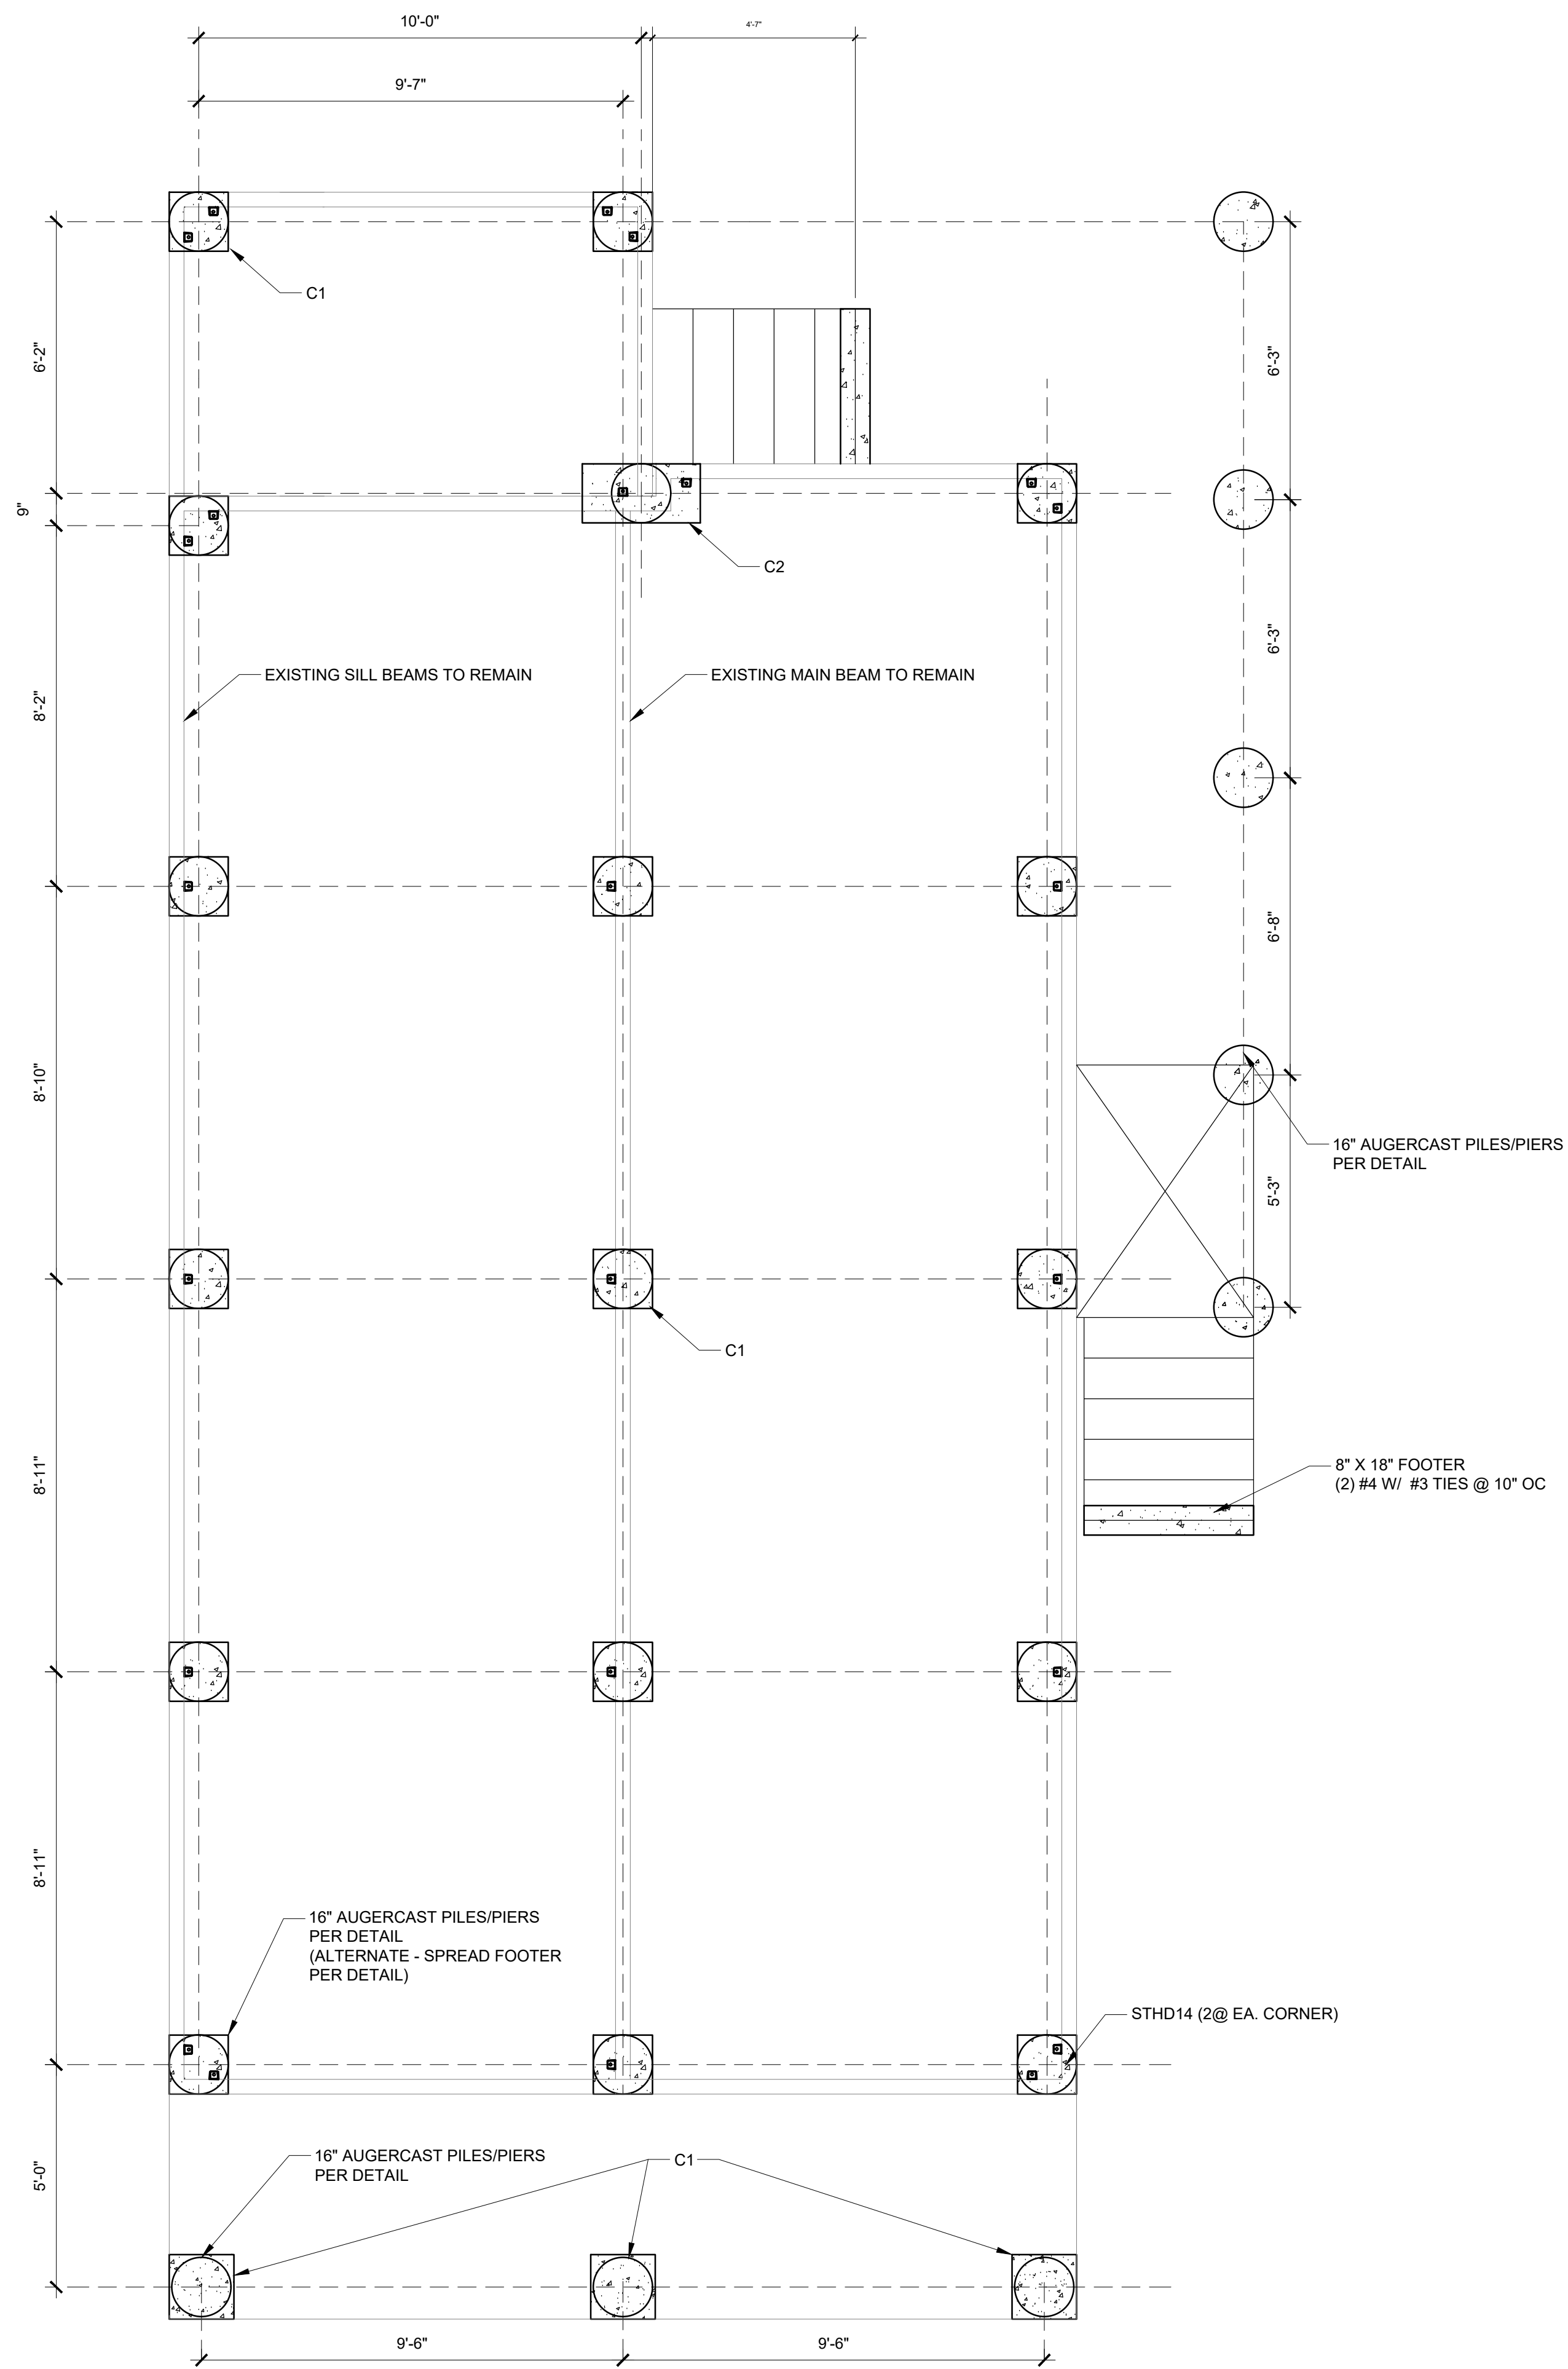 10'-0"
4'-7"
9'-7"
C1
6'-2"
6'-3"
9"
C2
6'-3"
EXISTING SILL BEAMS TO REMAIN
EXISTING MAIN BEAM TO REMAIN
8'-2"
6'-8"
8'-10"
16" AUGERCAST PILES/PIERS
PER DETAIL
5'-3"
C1
8'-11"
8" X 18" FOOTER
(2) #4 W/ #3 TIES @ 10" OC
8'-11"
16" AUGERCAST PILES/PIERS
PER DETAIL
(ALTERNATE - SPREAD FOOTER
PER DETAIL)
STHD14 (2@ EA. CORNER)
5'-0"
16" AUGERCAST PILES/PIERS
PER DETAIL
C1
9'-6"
9'-6"